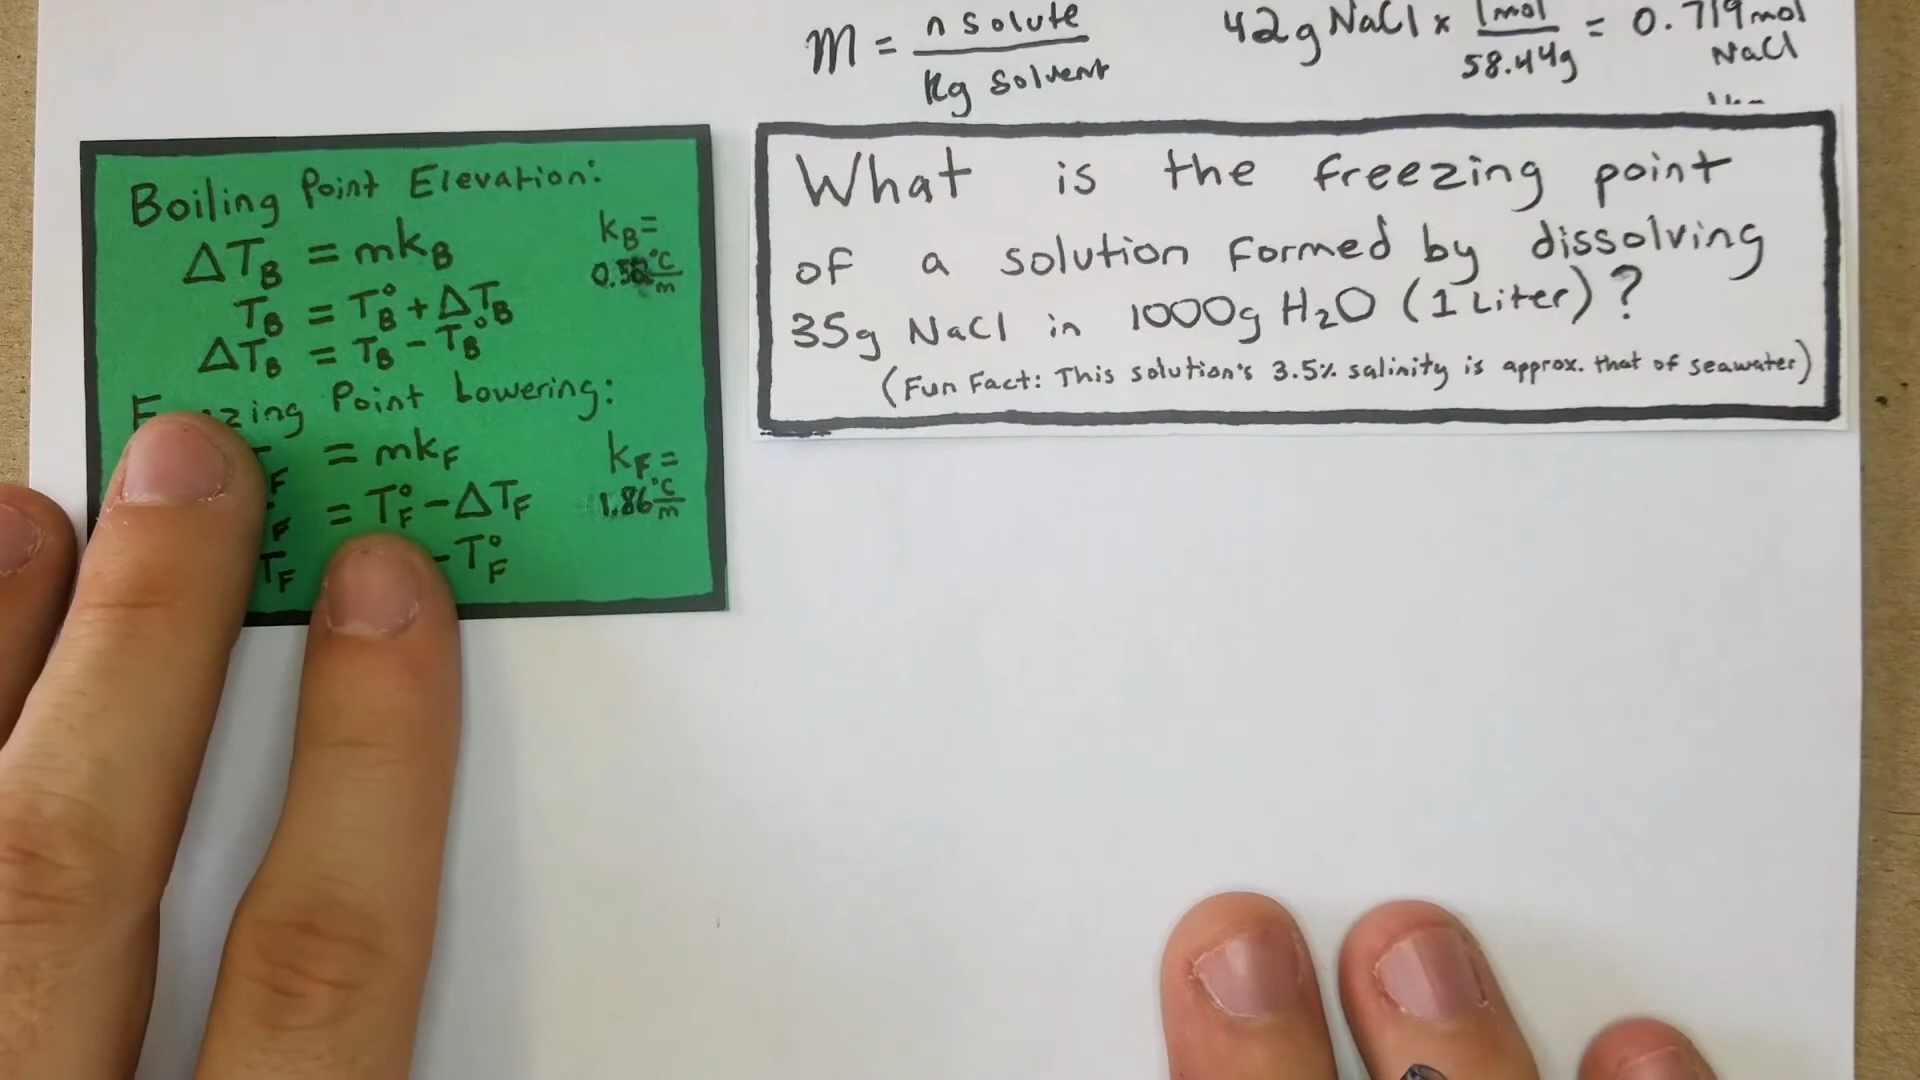 m = n solute / kg solvent
42g NaCl x 1mol / 58.44g = 0.719mol NaCl
Boiling Point Elevation:
ΔT_B = mk_B
k_B = 0.52 °C/m
T_B = T°_B + ΔT_B
ΔT_B = T_B - T°_B
Point Lowering:
= mk_F
k_F = 1.86 °C/m
= T°_F - ΔT_F
- T°_F
What is the freezing point
of a solution formed by dissolving
35g NaCl in 1000g H₂O (1 Liter)?
(Fun Fact: This solution's 3.5% salinity is approx. that of seawater)